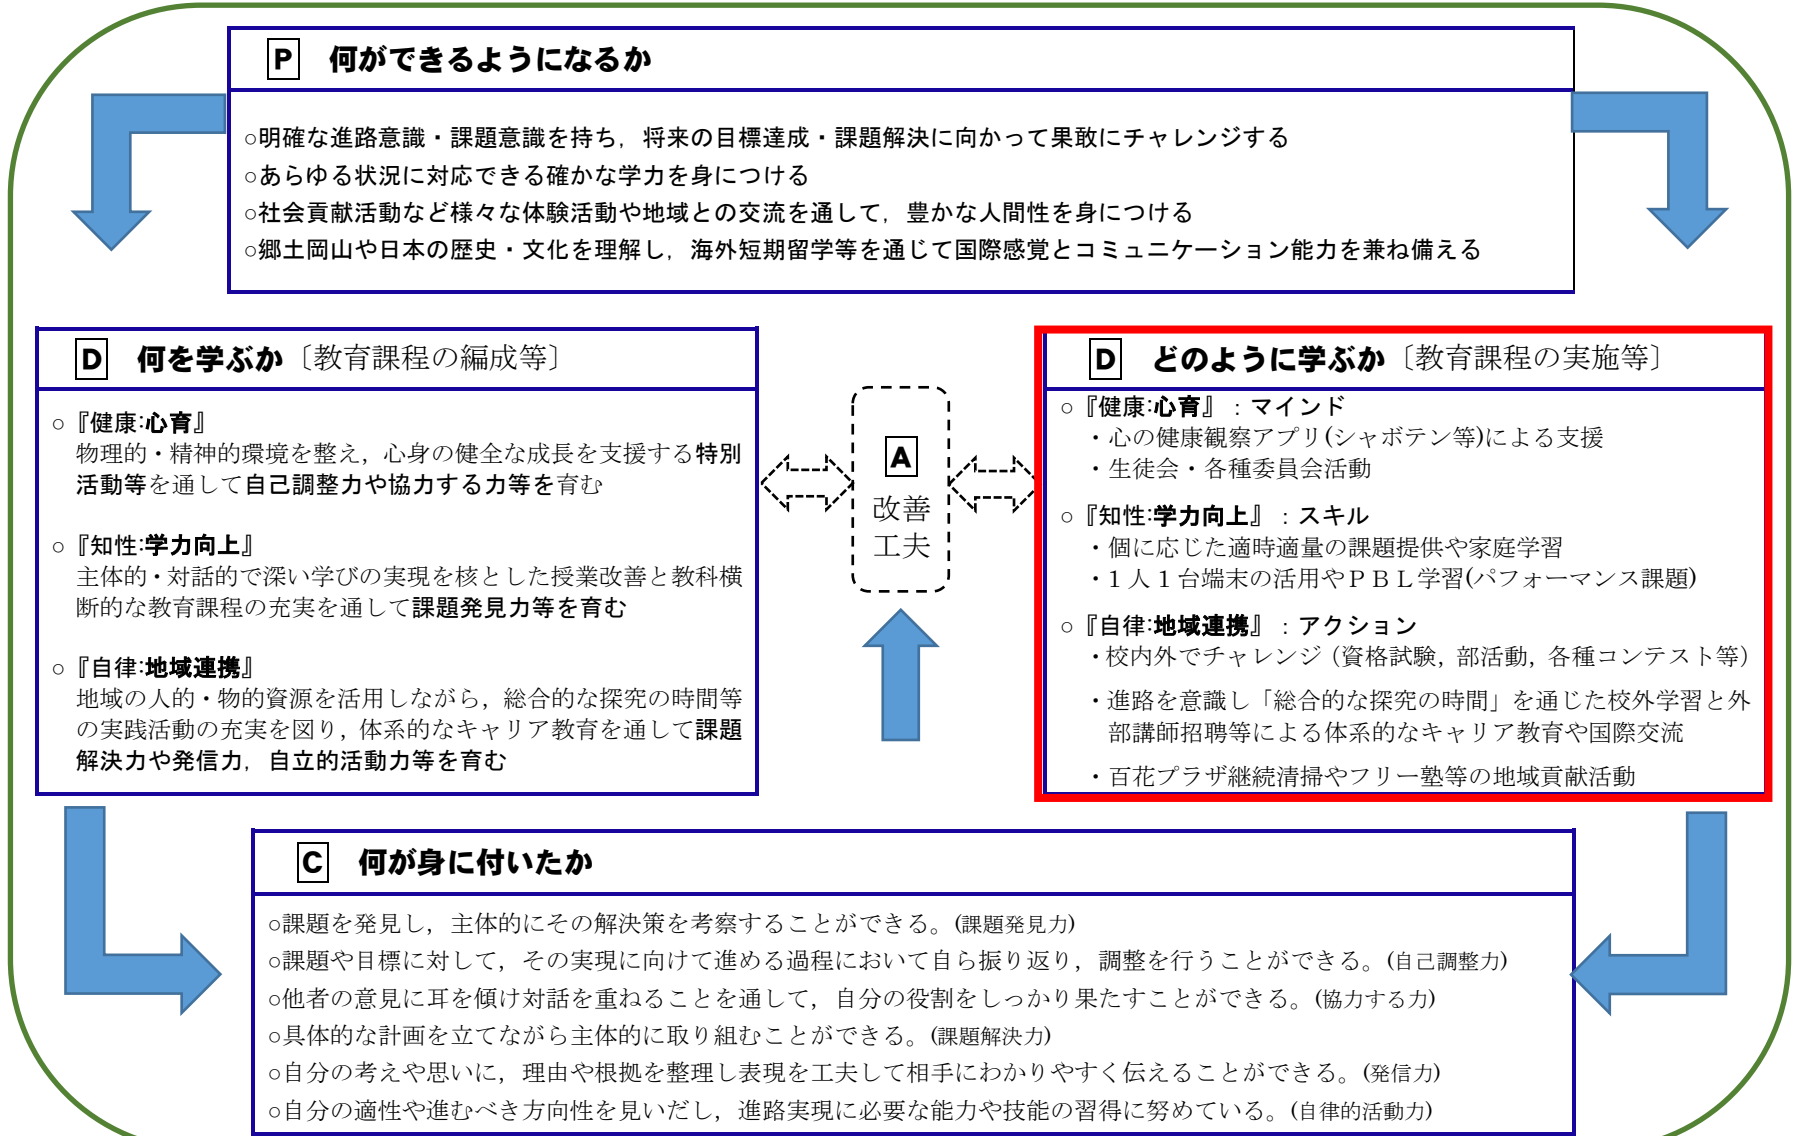 P 何ができるようになるか
○明確な進路意識・課題意識を持ち，将来の目標達成・課題解決に向かって果敢にチャレンジする
○あらゆる状況に対応できる確かな学力を身につける
○社会貢献活動など様々な体験活動や地域との交流を通して，豊かな人間性を身につける
○郷土岡山や日本の歴史・文化を理解し，海外短期留学等を通じて国際感覚とコミュニケーション能力を兼ね備える
D 何を学ぶか〔教育課程の編成等〕
○『健康:心育』
物理的・精神的環境を整え，心身の健全な成長を支援する特別
活動等を通して自己調整力や協力する力等を育む
○『知性:学力向上』
主体的・対話的で深い学びの実現を核とした授業改善と教科横
断的な教育課程の充実を通して課題発見力等を育む
○『自律:地域連携』
地域の人的・物的資源を活用しながら，総合的な探究の時間等
の実践活動の充実を図り，体系的なキャリア教育を通して課題
解決力や発信力，自立的活動力等を育む
A
改善
工夫
D どのように学ぶか〔教育課程の実施等〕
○『健康:心育』：マインド
・心の健康観察アプリ(シャボテン等)による支援
・生徒会・各種委員会活動
○『知性:学力向上』：スキル
・個に応じた適時適量の課題提供や家庭学習
・１人１台端末の活用やＰＢＬ学習(パフォーマンス課題)
○『自律:地域連携』：アクション
・校内外でチャレンジ（資格試験，部活動，各種コンテスト等）
・進路を意識し「総合的な探究の時間」を通じた校外学習と外
部講師招聘等による体系的なキャリア教育や国際交流
・百花プラザ継続清掃やフリー塾等の地域貢献活動
C 何が身に付いたか
○課題を発見し，主体的にその解決策を考察することができる。(課題発見力)
○課題や目標に対して，その実現に向けて進める過程において自ら振り返り，調整を行うことができる。(自己調整力)
○他者の意見に耳を傾け対話を重ねることを通して，自分の役割をしっかり果たすことができる。(協力する力)
○具体的な計画を立てながら主体的に取り組むことができる。(課題解決力)
○自分の考えや思いに，理由や根拠を整理し表現を工夫して相手にわかりやすく伝えることができる。(発信力)
○自分の適性や進むべき方向性を見いだし，進路実現に必要な能力や技能の習得に努めている。(自律的活動力)